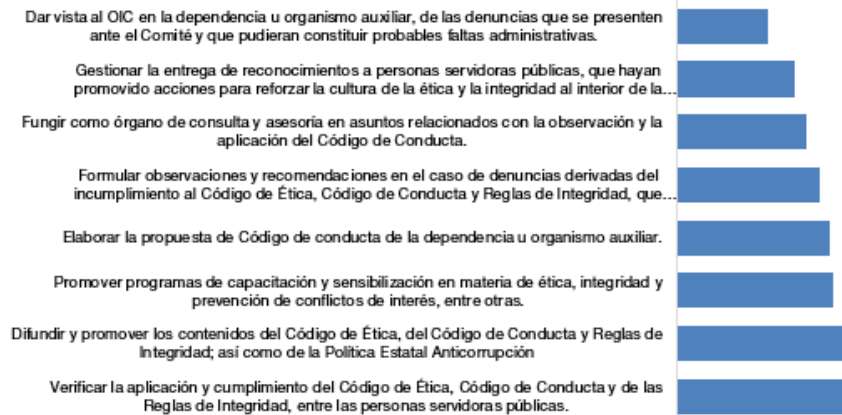 Dar vista al OIC en la dependencia u organismo auxiliar, de las denuncias que se presenten
ante el Comité y que pudieran constituir probables faltas administrativas.
Gestionar la entrega de reconocimientos a personas servidoras públicas, que hayan
promovido acciones para reforzar la cultura de la ética y la integridad al interior de la...
Fungir como órgano de consulta y asesoría en asuntos relacionados con la observación y la
aplicación del Código de Conducta.
Formular observaciones y recomendaciones en el caso de denuncias derivadas del
incumplimiento al Código de Ética, Código de Conducta y Reglas de Integridad, que...
Elaborar la propuesta de Código de conducta de la dependencia u organismo auxiliar.
Promover programas de capacitación y sensibilización en materia de ética, integridad y
prevención de conflictos de interés, entre otras.
Difundir y promover los contenidos del Código de Ética, del Código de Conducta y Reglas de
Integridad; así como de la Política Estatal Anticorrupción
Verificar la aplicación y cumplimiento del Código de Ética, Código de Conducta y de las
Reglas de Integridad, entre las personas servidoras públicas.